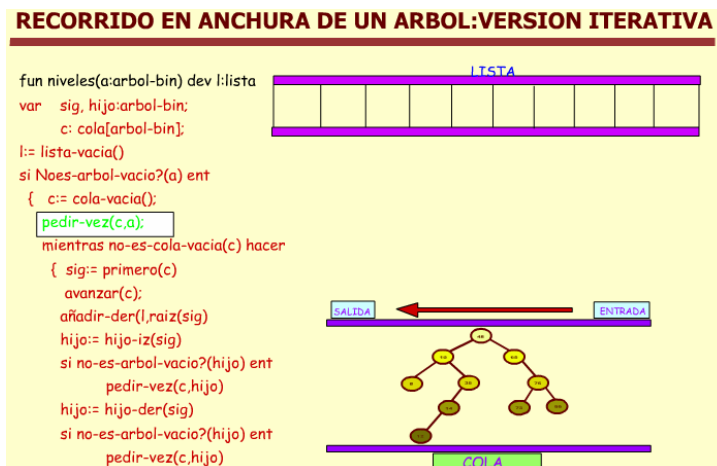 RECORRIDO EN ANCHURA DE UN ARBOL:VERSION ITERATIVA
fun niveles(a:arbol-bin) dev l:lista
var sig, hijo:arbol-bin;
c: cola[arbol-bin];
l:= lista-vacia()
si Noes-arbol-vacio?(a) ent
{ c:= cola-vacia();
pedir-vez(c,a);
mientras no-es-cola-vacia(c) hacer
{ sig:= primero(c)
avanzar(c);
añadir-der(l,raiz(sig)
hijo:= hijo-iz(sig)
si no-es-arbol-vacio?(hijo) ent
pedir-vez(c,hijo)
hijo:= hijo-der(sig)
si no-es-arbol-vacio?(hijo) ent
pedir-vez(c,hijo)
LISTA
SALIDA
ENTRADA
COLA